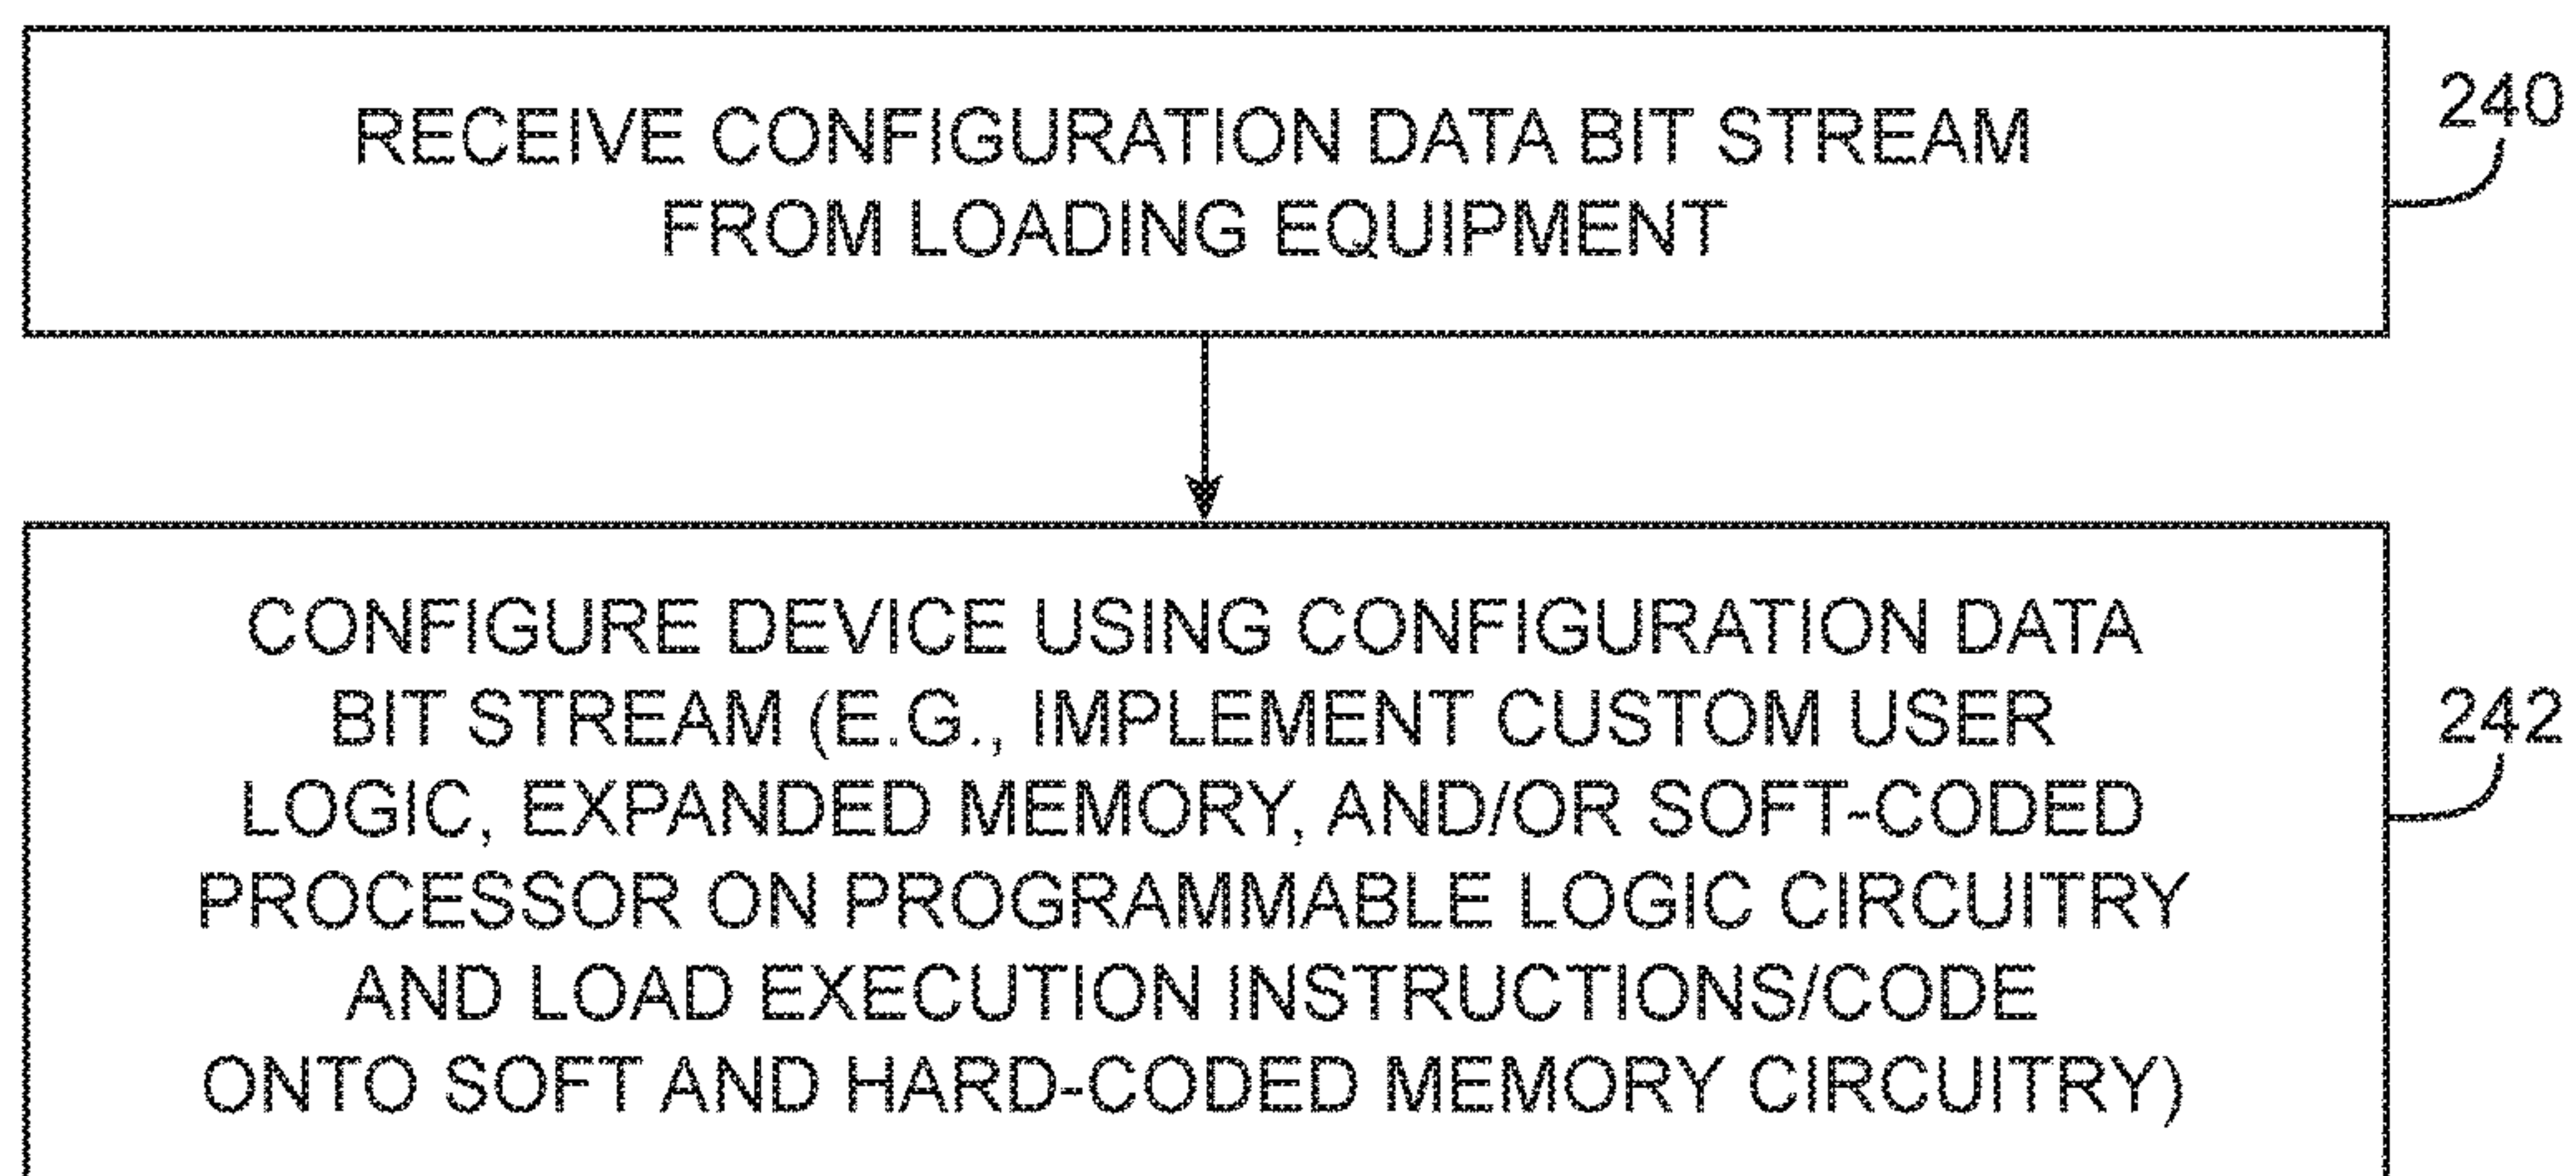 RECEIVE CONFIGURATION DATA BIT STREAM
FROM LOADING EQUIPMENT
240
CONFIGURE DEVICE USING CONFIGURATION DATA
BIT STREAM (E.G., IMPLEMENT CUSTOM USER
LOGIC, EXPANDED MEMORY, AND/OR SOFT-CODED
PROCESSOR ON PROGRAMMABLE LOGIC CIRCUITRY
AND LOAD EXECUTION INSTRUCTIONS/CODE
ONTO SOFT AND HARD-CODED MEMORY CIRCUITRY)
242